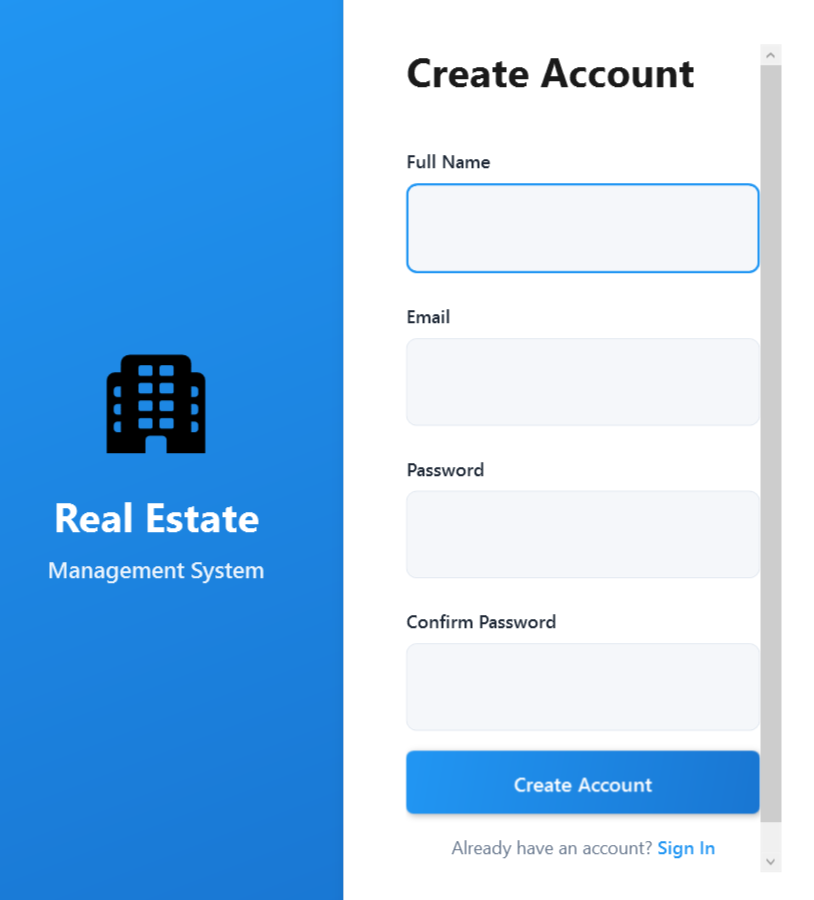 Real Estate
Management System
Create Account
Full Name
Email
Password
Confirm Password
Create Account
Already have an account? Sign In